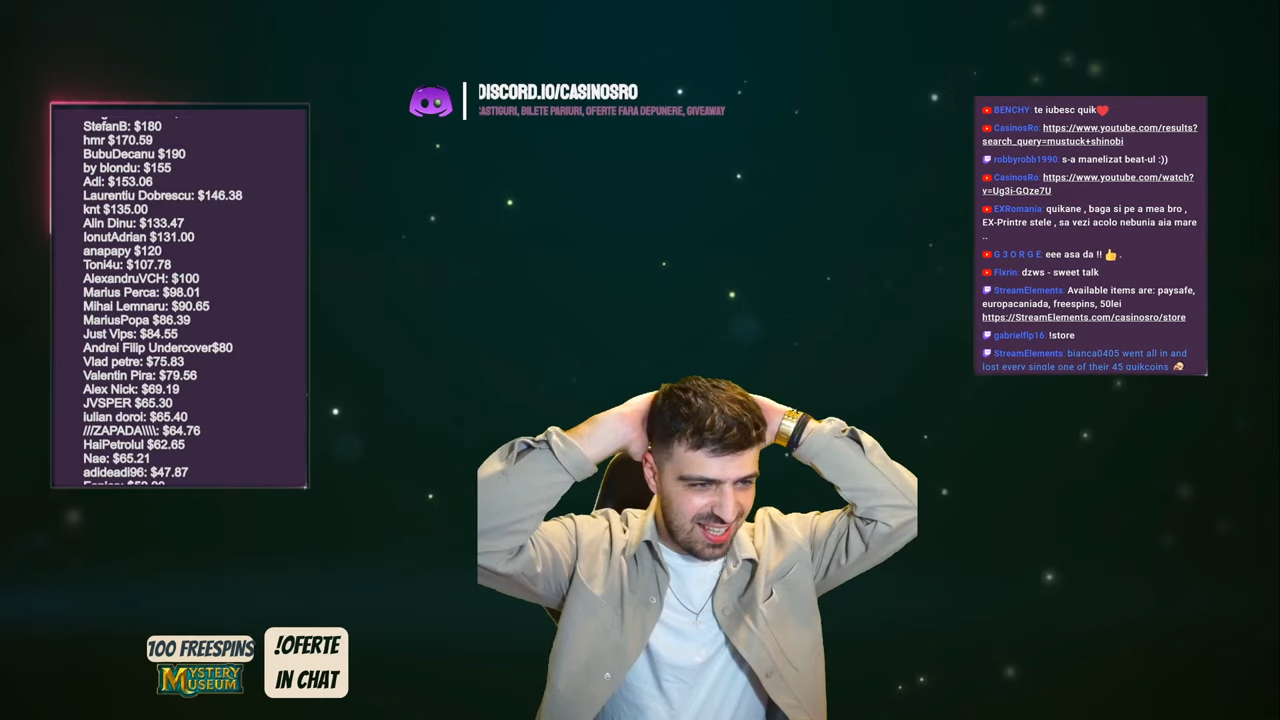 DISCORD.IO/CASINOSRO
CASTIGURI, BILETE PARIURI, OFERTE FARA DEPUNERE, GIVEAWAY
StefanB: $180
hmr $170.59
BubuDecanu $190
by blondu: $155
Adi: $153.06
Laurentiu Dobrescu: $146.38
knt $135.00
Alin Dinu: $133.47
IonutAdrian $131.00
anapapy $120
Toni4u: $107.78
AlexandruVCH: $100
Marius Perca: $98.01
Mihai Lemnaru: $90.65
MariusPopa $86.39
Just Vips: $84.55
Andrei Filip Undercover$80
Vlad petre: $75.83
Valentin Pira: $79.56
Alex Nick: $69.19
JVSPER $65.30
iulian doroi: $65.40
///ZAPADA\\\\: $64.76
HaiPetrolul $62.65
Nae: $65.21
adideadi96: $47.87
BENCHY: te iubesc quik❤️
CasinosRo: https://www.youtube.com/results?
search_query=mustuck+shinobi
robbyrobb1990: s-a manelizat beat-ul :))
CasinosRo: https://www.youtube.com/watch?
v=Ug3i-GQze7U
EXRomania: quikane , baga si pe a mea bro ,
EX-Printre stele , sa vezi acolo nebunia aia mare
..
G 3 O R G E: eee asa da !! 👍 .
Flxrin: dzws - sweet talk
StreamElements: Available items are: paysafe,
europacaniada, freespins, 50lei
https://StreamElements.com/casinosro/store
gabrielflp16: !store
StreamElements: bianca0405 went all in and
lost every single one of their 45 quikcoins
100 FREESPINS
MYSTERY
MUSEUM
!OFERTE
IN CHAT